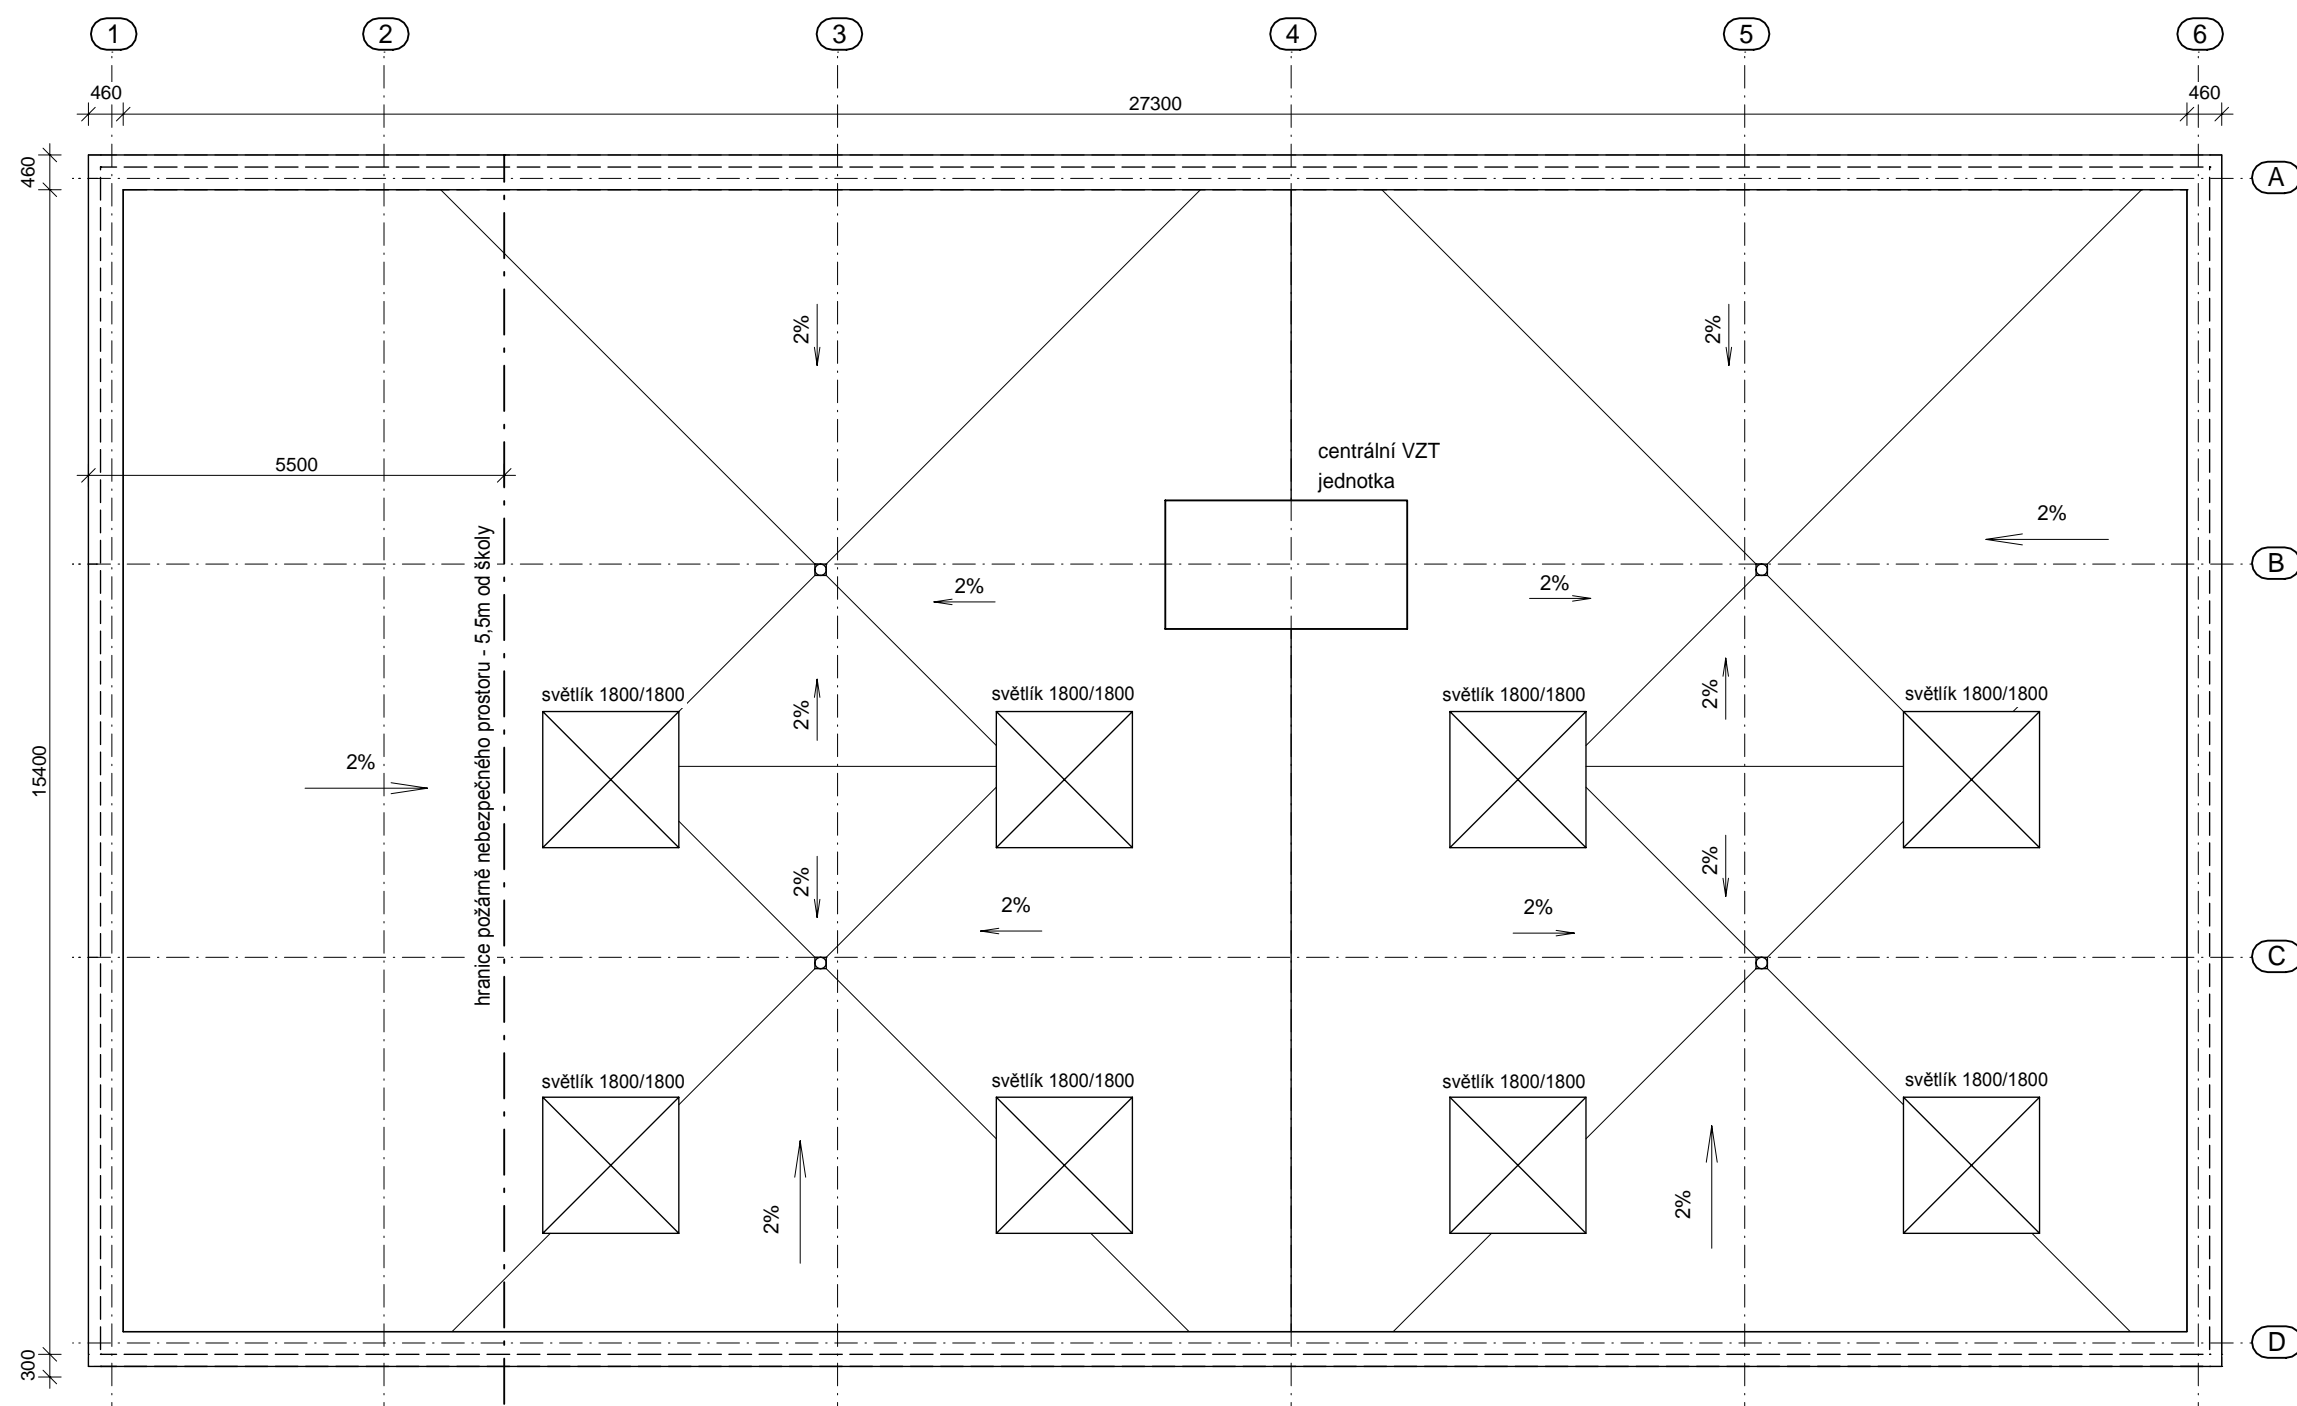 1
2
3
4
5
6
460
27300
460
460
A
2%
2%
centrální VZT
jednotka
5500
2%
B
2%
2%
hranice požárně nebezpečného prostoru - 5,5m od školy
světlík 1800/1800
světlík 1800/1800
světlík 1800/1800
světlík 1800/1800
2%
2%
15400
2%
2%
2%
2%
2%
C
světlík 1800/1800
světlík 1800/1800
světlík 1800/1800
světlík 1800/1800
2%
2%
300
D